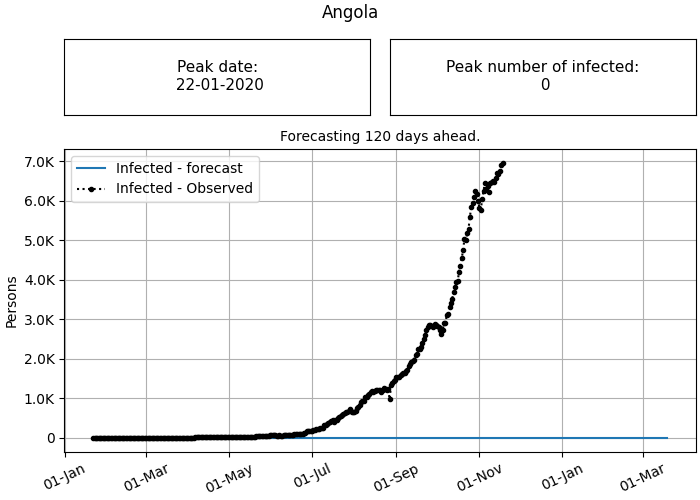 Angola
Peak date:
22-01-2020
Peak number of infected:
0
Forecasting 120 days ahead.
Infected - forecast
Infected - Observed
7.0K
6.0K
5.0K
4.0K
3.0K
2.0K
1.0K
0
Persons
01-Jan
01-Mar
01-May
01-Jul
01-Sep
01-Nov
01-Jan
01-Mar